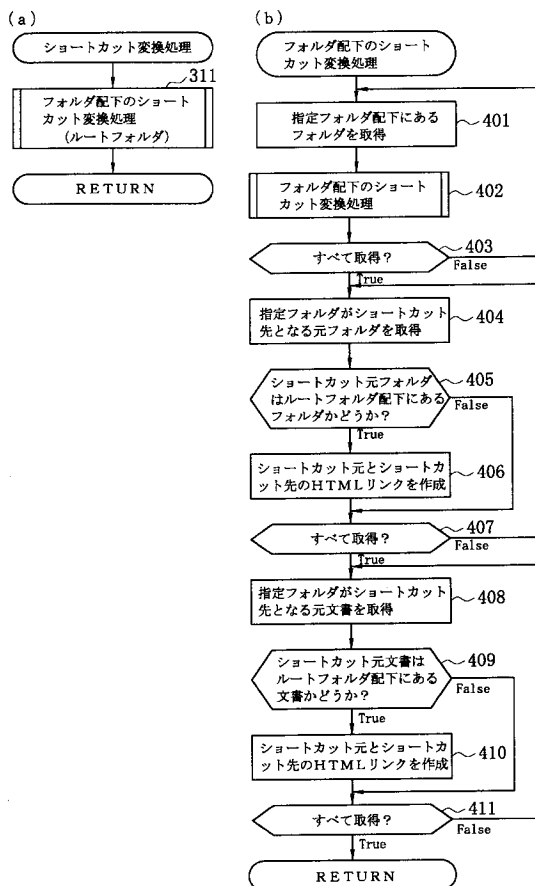 (a)
ショートカット変換処理
311
フォルダ配下のショート
カット変換処理
(ルートフォルダ)
RETURN
(b)
フォルダ配下のショート
カット変換処理
指定フォルダ配下にある
フォルダを取得
401
フォルダ配下のショート
カット変換処理
402
すべて取得?
403
False
True
指定フォルダがショートカット
先となる元フォルダを取得
404
ショートカット元フォルダ
はルートフォルダ配下にある
フォルダかどうか?
405
False
True
ショートカット元とショート
カット先のHTMLリンクを作成
406
すべて取得?
407
False
True
指定フォルダがショートカット
先となる元文書を取得
408
ショートカット元文書は
ルートフォルダ配下にある
文書かどうか?
409
False
True
ショートカット元とショート
カット先のHTMLリンクを作成
410
すべて取得?
411
False
True
RETURN